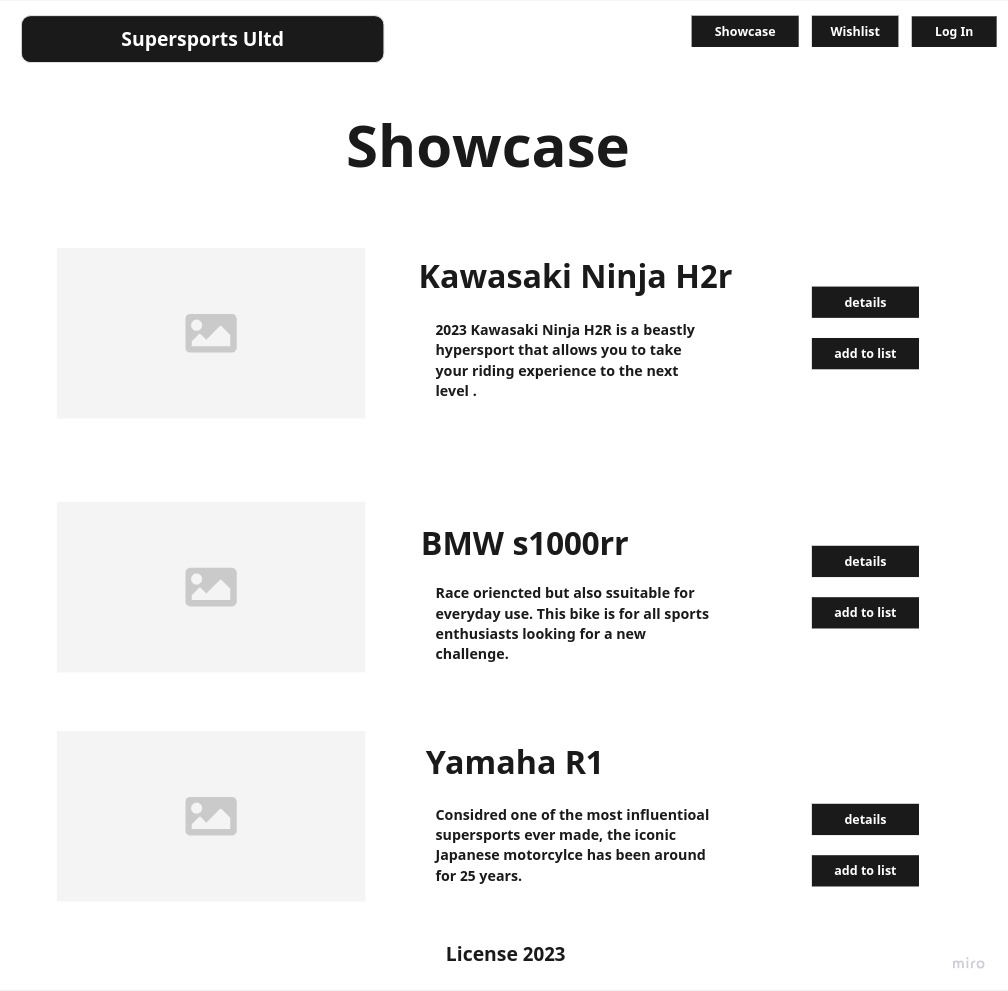 Supersports Ultd
Showcase
Wishlist
Log In
Showcase
Kawasaki Ninja H2r
2023 Kawasaki Ninja H2R is a beastly
hypersport that allows you to take
your riding experience to the next
level .
details
add to list
BMW s1000rr
Race oriencted but also ssuitable for
everyday use. This bike is for all sports
enthusiasts looking for a new
challenge.
details
add to list
Yamaha R1
Considred one of the most influentioal
supersports ever made, the iconic
Japanese motorcylce has been around
for 25 years.
details
add to list
License 2023
miro